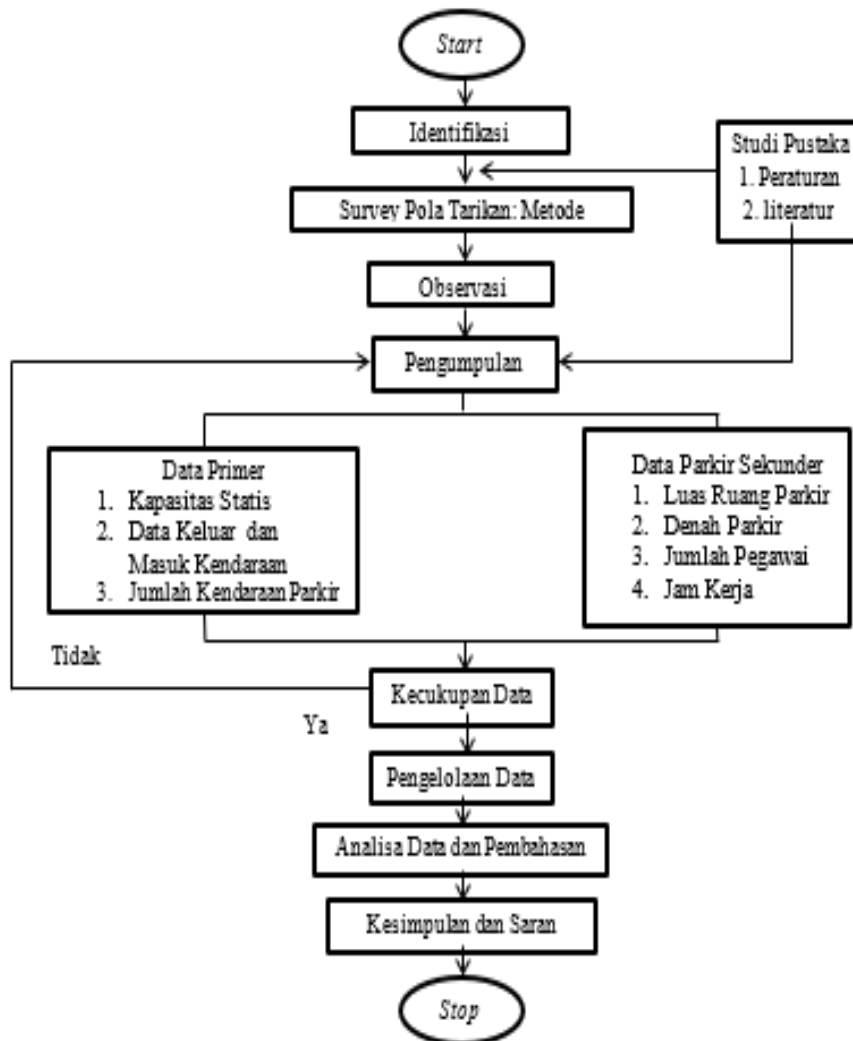 Start
Identifikasi
Studi Pustaka
1. Peraturan
2. literatur
Survey Pola Tarikan: Metode
Observasi
Pengumpulan
Data Primer
1. Kapasitas Statis
2. Data Keluar dan
Masuk Kendaraan
3. Jumlah Kendaraan Parkir
Data Parkir Sekunder
1. Luas Ruang Parkir
2. Denah Parkir
3. Jumlah Pegawai
4. Jam Kerja
Tidak
Kecukupan Data
Ya
Pengelolaan Data
Analisa Data dan Pembahasan
Kesimpulan dan Saran
Stop